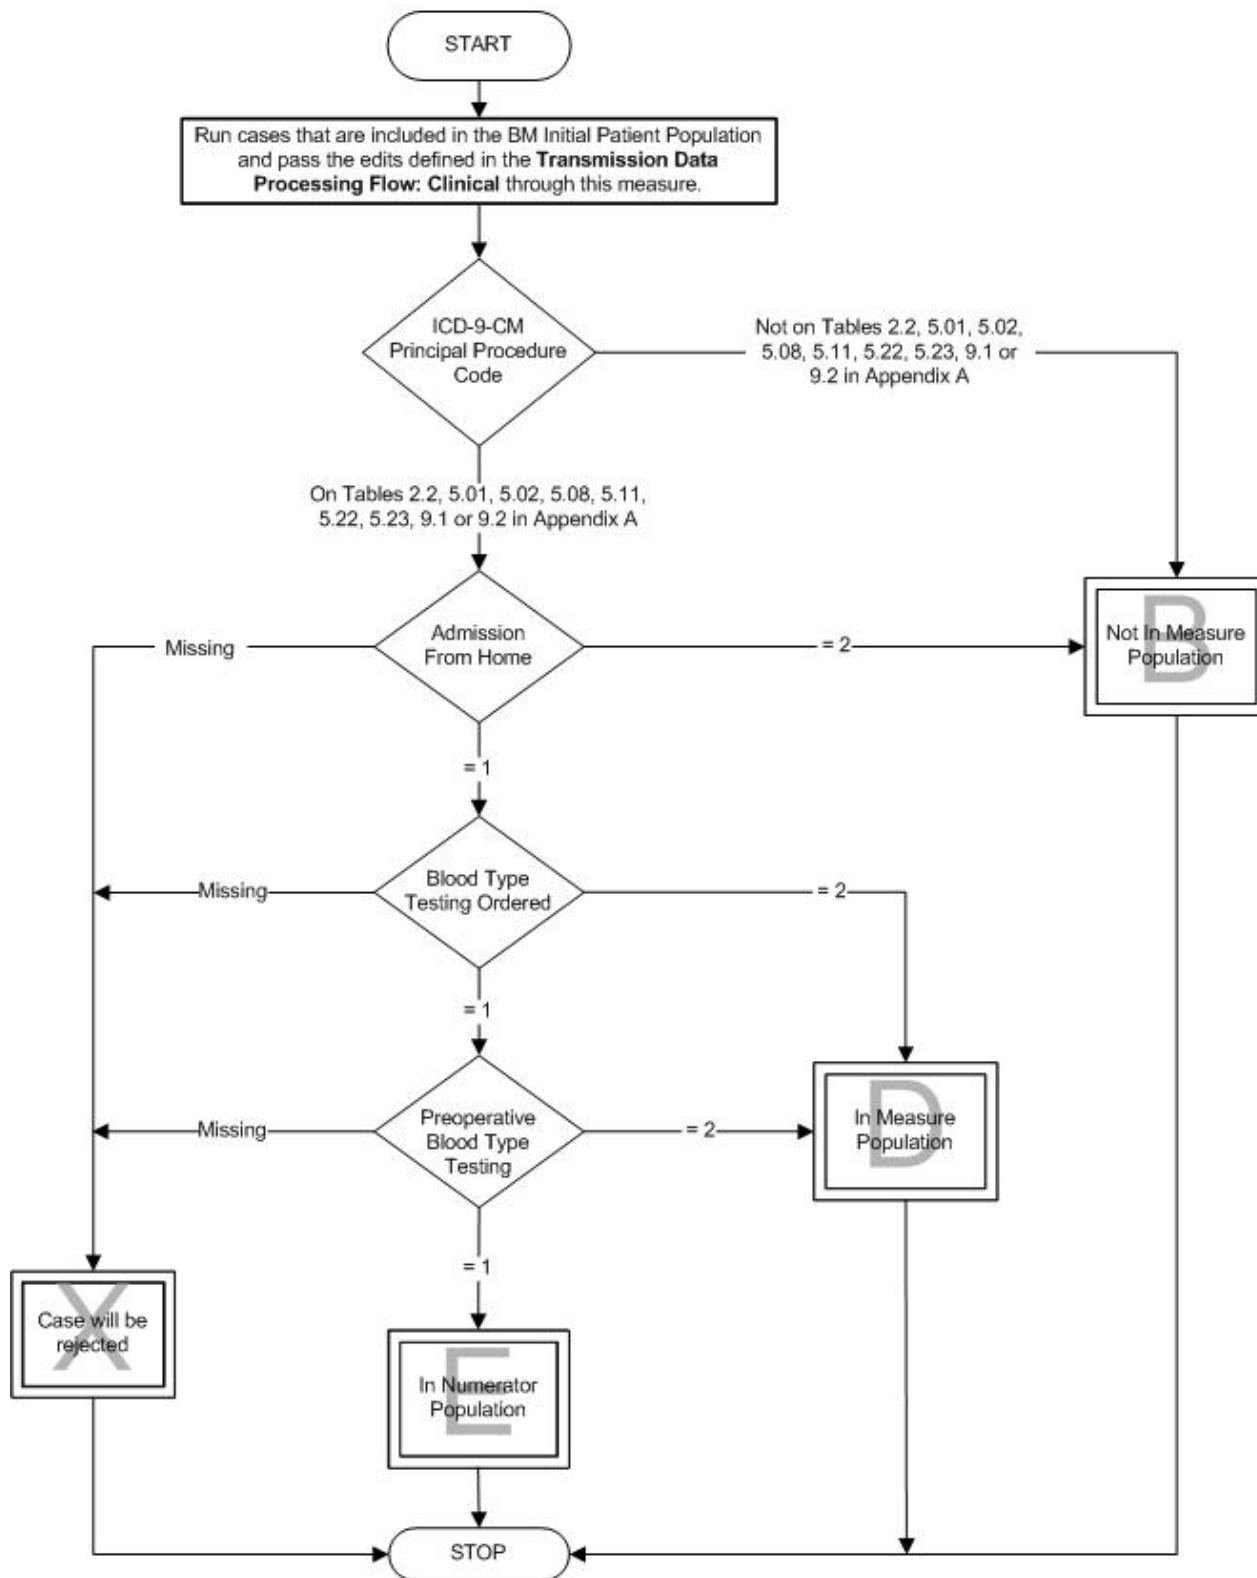 START
Run cases that are included in the BM Initial Patient Population
and pass the edits defined in the Transmission Data
Processing Flow: Clinical through this measure.
ICD-9-CM
Principal Procedure
Code
Not on Tables 2.2, 5.01, 5.02,
5.08, 5.11, 5.22, 5.23, 9.1 or
9.2 in Appendix A
On Tables 2.2, 5.01, 5.02, 5.08, 5.11,
5.22, 5.23, 9.1 or 9.2 in Appendix A
Missing
Admission
From Home
= 2
B
Not In Measure
Population
= 1
Missing
Blood Type
Testing Ordered
= 2
= 1
Missing
Preoperative
Blood Type
Testing
= 2
D
In Measure
Population
= 1
X
Case will be
rejected
E
In Numerator
Population
STOP